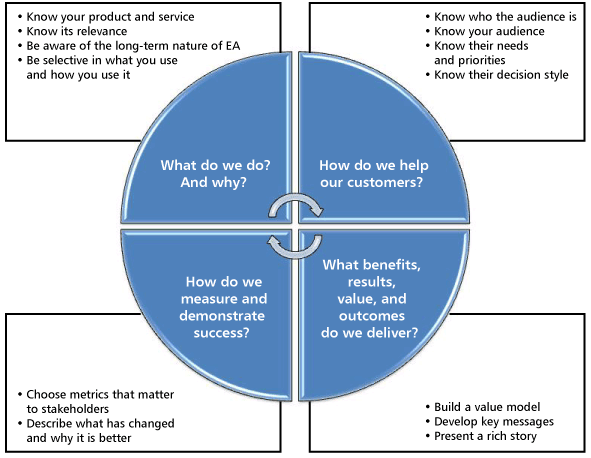 • Know your product and service
• Know its relevance
• Be aware of the long-term nature of EA
• Be selective in what you use
and how you use it
• Know who the audience is
• Know your audience
• Know their needs
and priorities
• Know their decision style
What do we do?
And why?
How do we help
our customers?
How do we
measure and
demonstrate
success?
What benefits,
results,
value, and
outcomes
do we deliver?
• Choose metrics that matter
to stakeholders
• Describe what has changed
and why it is better
• Build a value model
• Develop key messages
• Present a rich story